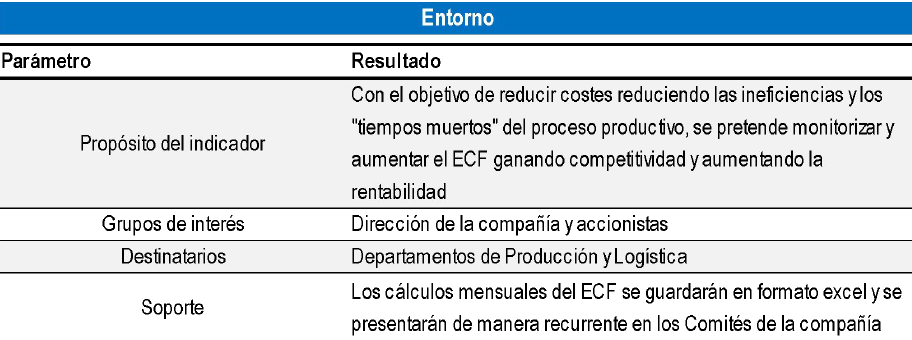 Entorno
Parámetro Resultado
Propósito del indicador
Con el objetivo de reducir costes reduciendo las ineficiencias y los
"tiempos muertos" del proceso productivo, se pretende monitorizar y
aumentar el ECF ganando competitividad y aumentando la
rentabilidad
Grupos de interés Dirección de la compañía y accionistas
Destinatarios Departamentos de Producción y Logística
Soporte
Los cálculos mensuales del ECF se guardarán en formato excel y se
presentarán de manera recurrente en los Comités de la compañía